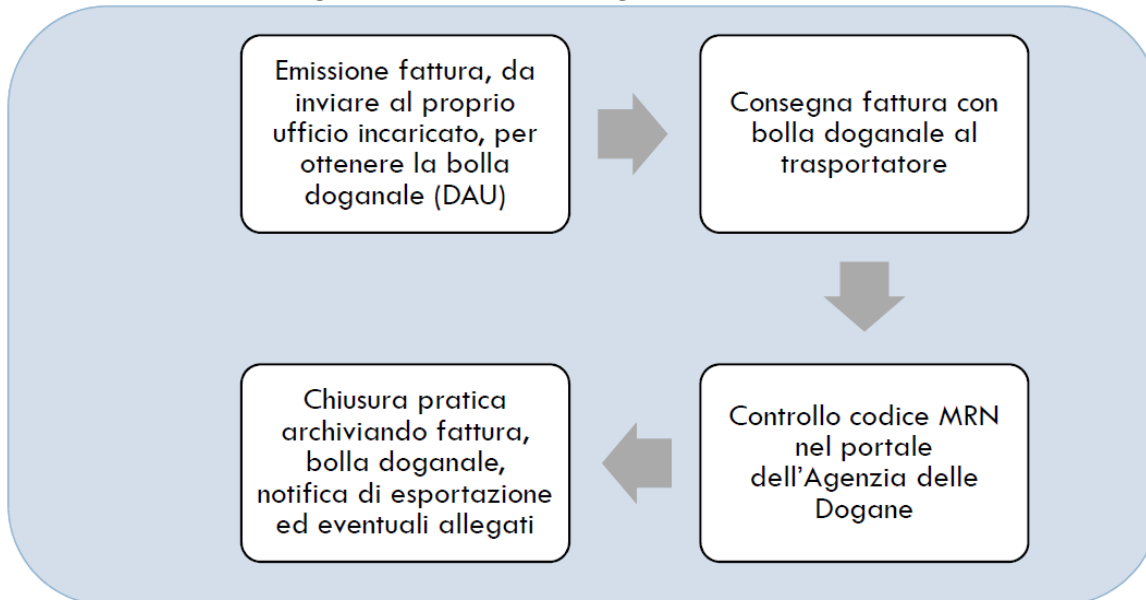 Emissione fattura, da
inviare al proprio
ufficio incaricato, per
ottenere la bolla
doganale (DAU)
Consegna fattura con
bolla doganale al
trasportatore
Controllo codice MRN
nel portale
dell'Agenzia delle
Dogane
Chiusura pratica
archiviando fattura,
bolla doganale,
notifica di esportazione
ed eventuali allegati